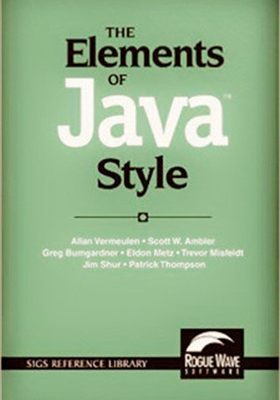 THE
Elements
OF
Java™
Style
Allan Vermeulen • Scott W. Ambler
Greg Bumgardner • Eldon Metz • Trevor Misfeldt
Jim Shur • Patrick Thompson
SIGS REFERENCE LIBRARY
ROGUE WAVE
SOFTWARE